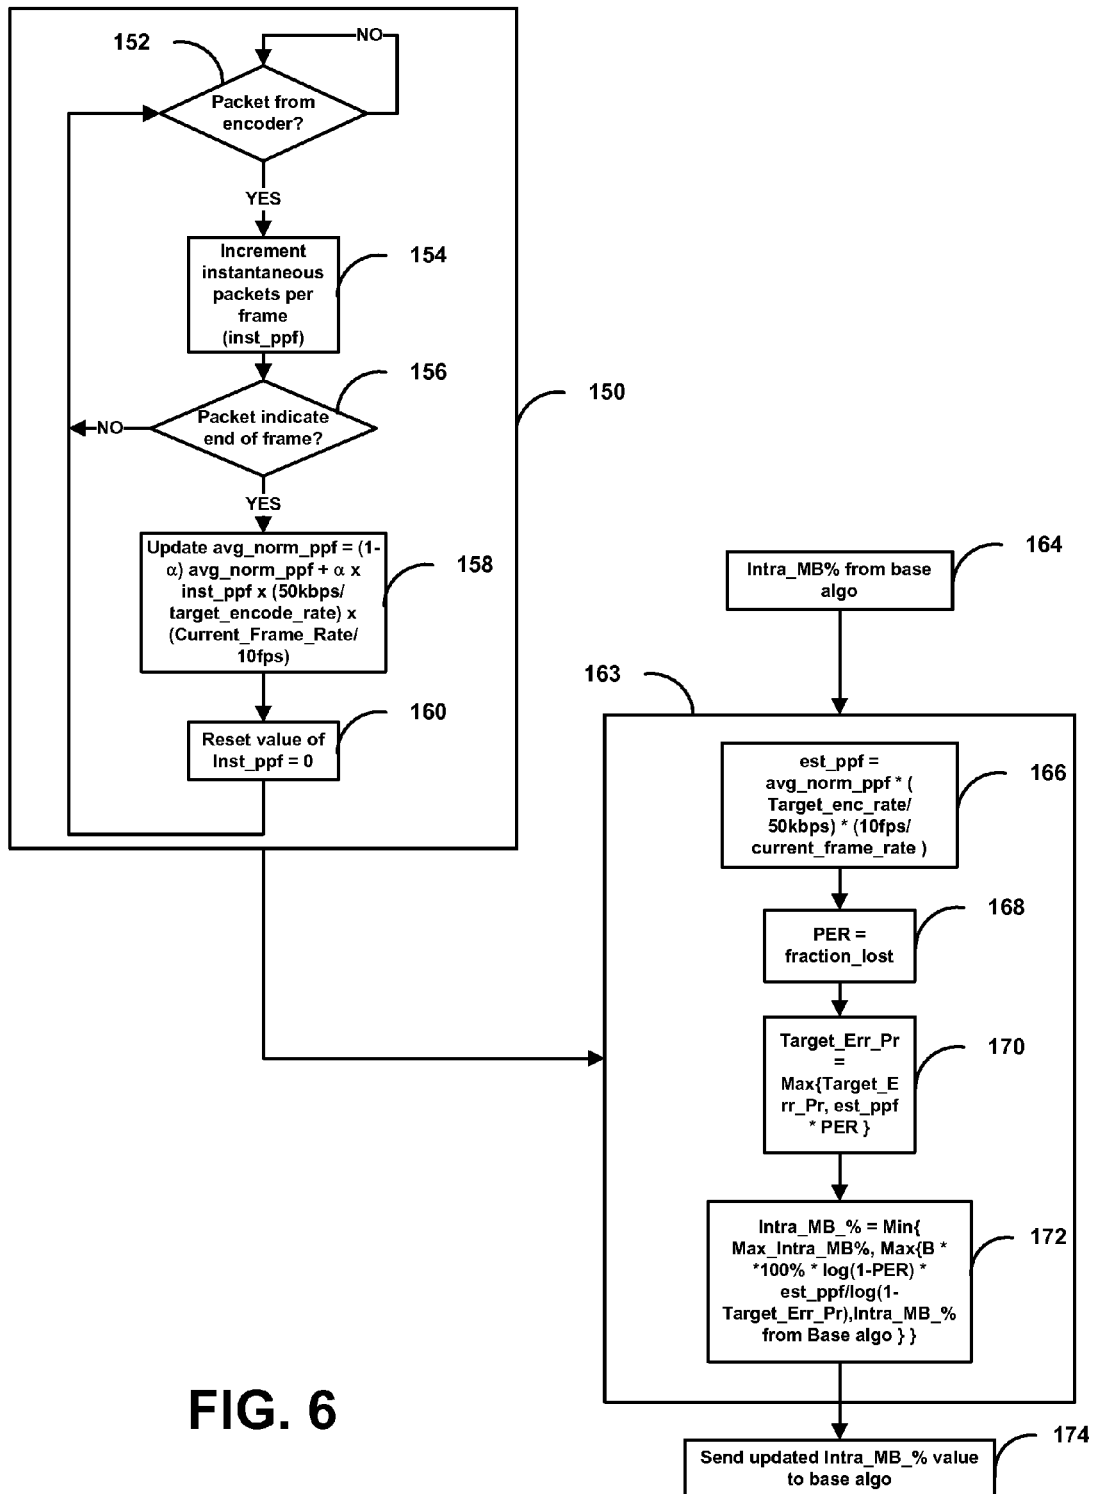 NO
152
Packet from
encoder?
YES
Increment
instantaneous
packets per
frame
(inst_ppf)
154
156
Packet indicate
end of frame?
NO
150
YES
Update avg_norm_ppf = (1-
α) avg_norm_ppf + α x
inst_ppf x (50kbps/
target_encode_rate) x
(Current_Frame_Rate/
10fps)
158
160
Reset value of
Inst_ppf = 0
164
Intra_MB% from base
algo
163
est_ppf =
avg_norm_ppf * (
Target_enc_rate/
50kbps) * (10fps/
current_frame_rate )
166
PER =
fraction_lost
168
Target_Err_Pr
=
Max{Target_E
rr_Pr, est_ppf
* PER }
170
Intra_MB_% = Min{
Max_Intra_MB%, Max{B *
*100% * log(1-PER) *
est_ppf/log(1-
Target_Err_Pr),Intra_MB_%
from Base algo } }
172
FIG. 6
174
Send updated Intra_MB_% value
to base algo